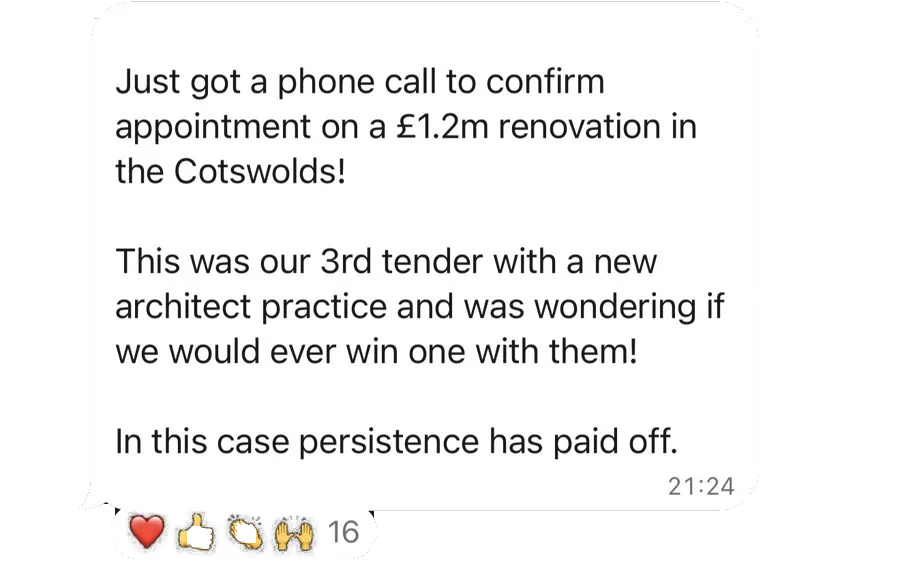 Just got a phone call to confirm
appointment on a £1.2m renovation in
the Cotswolds!
This was our 3rd tender with a new
architect practice and was wondering if
we would ever win one with them!
In this case persistence has paid off.
21:24
❤️👍👏🙌 16